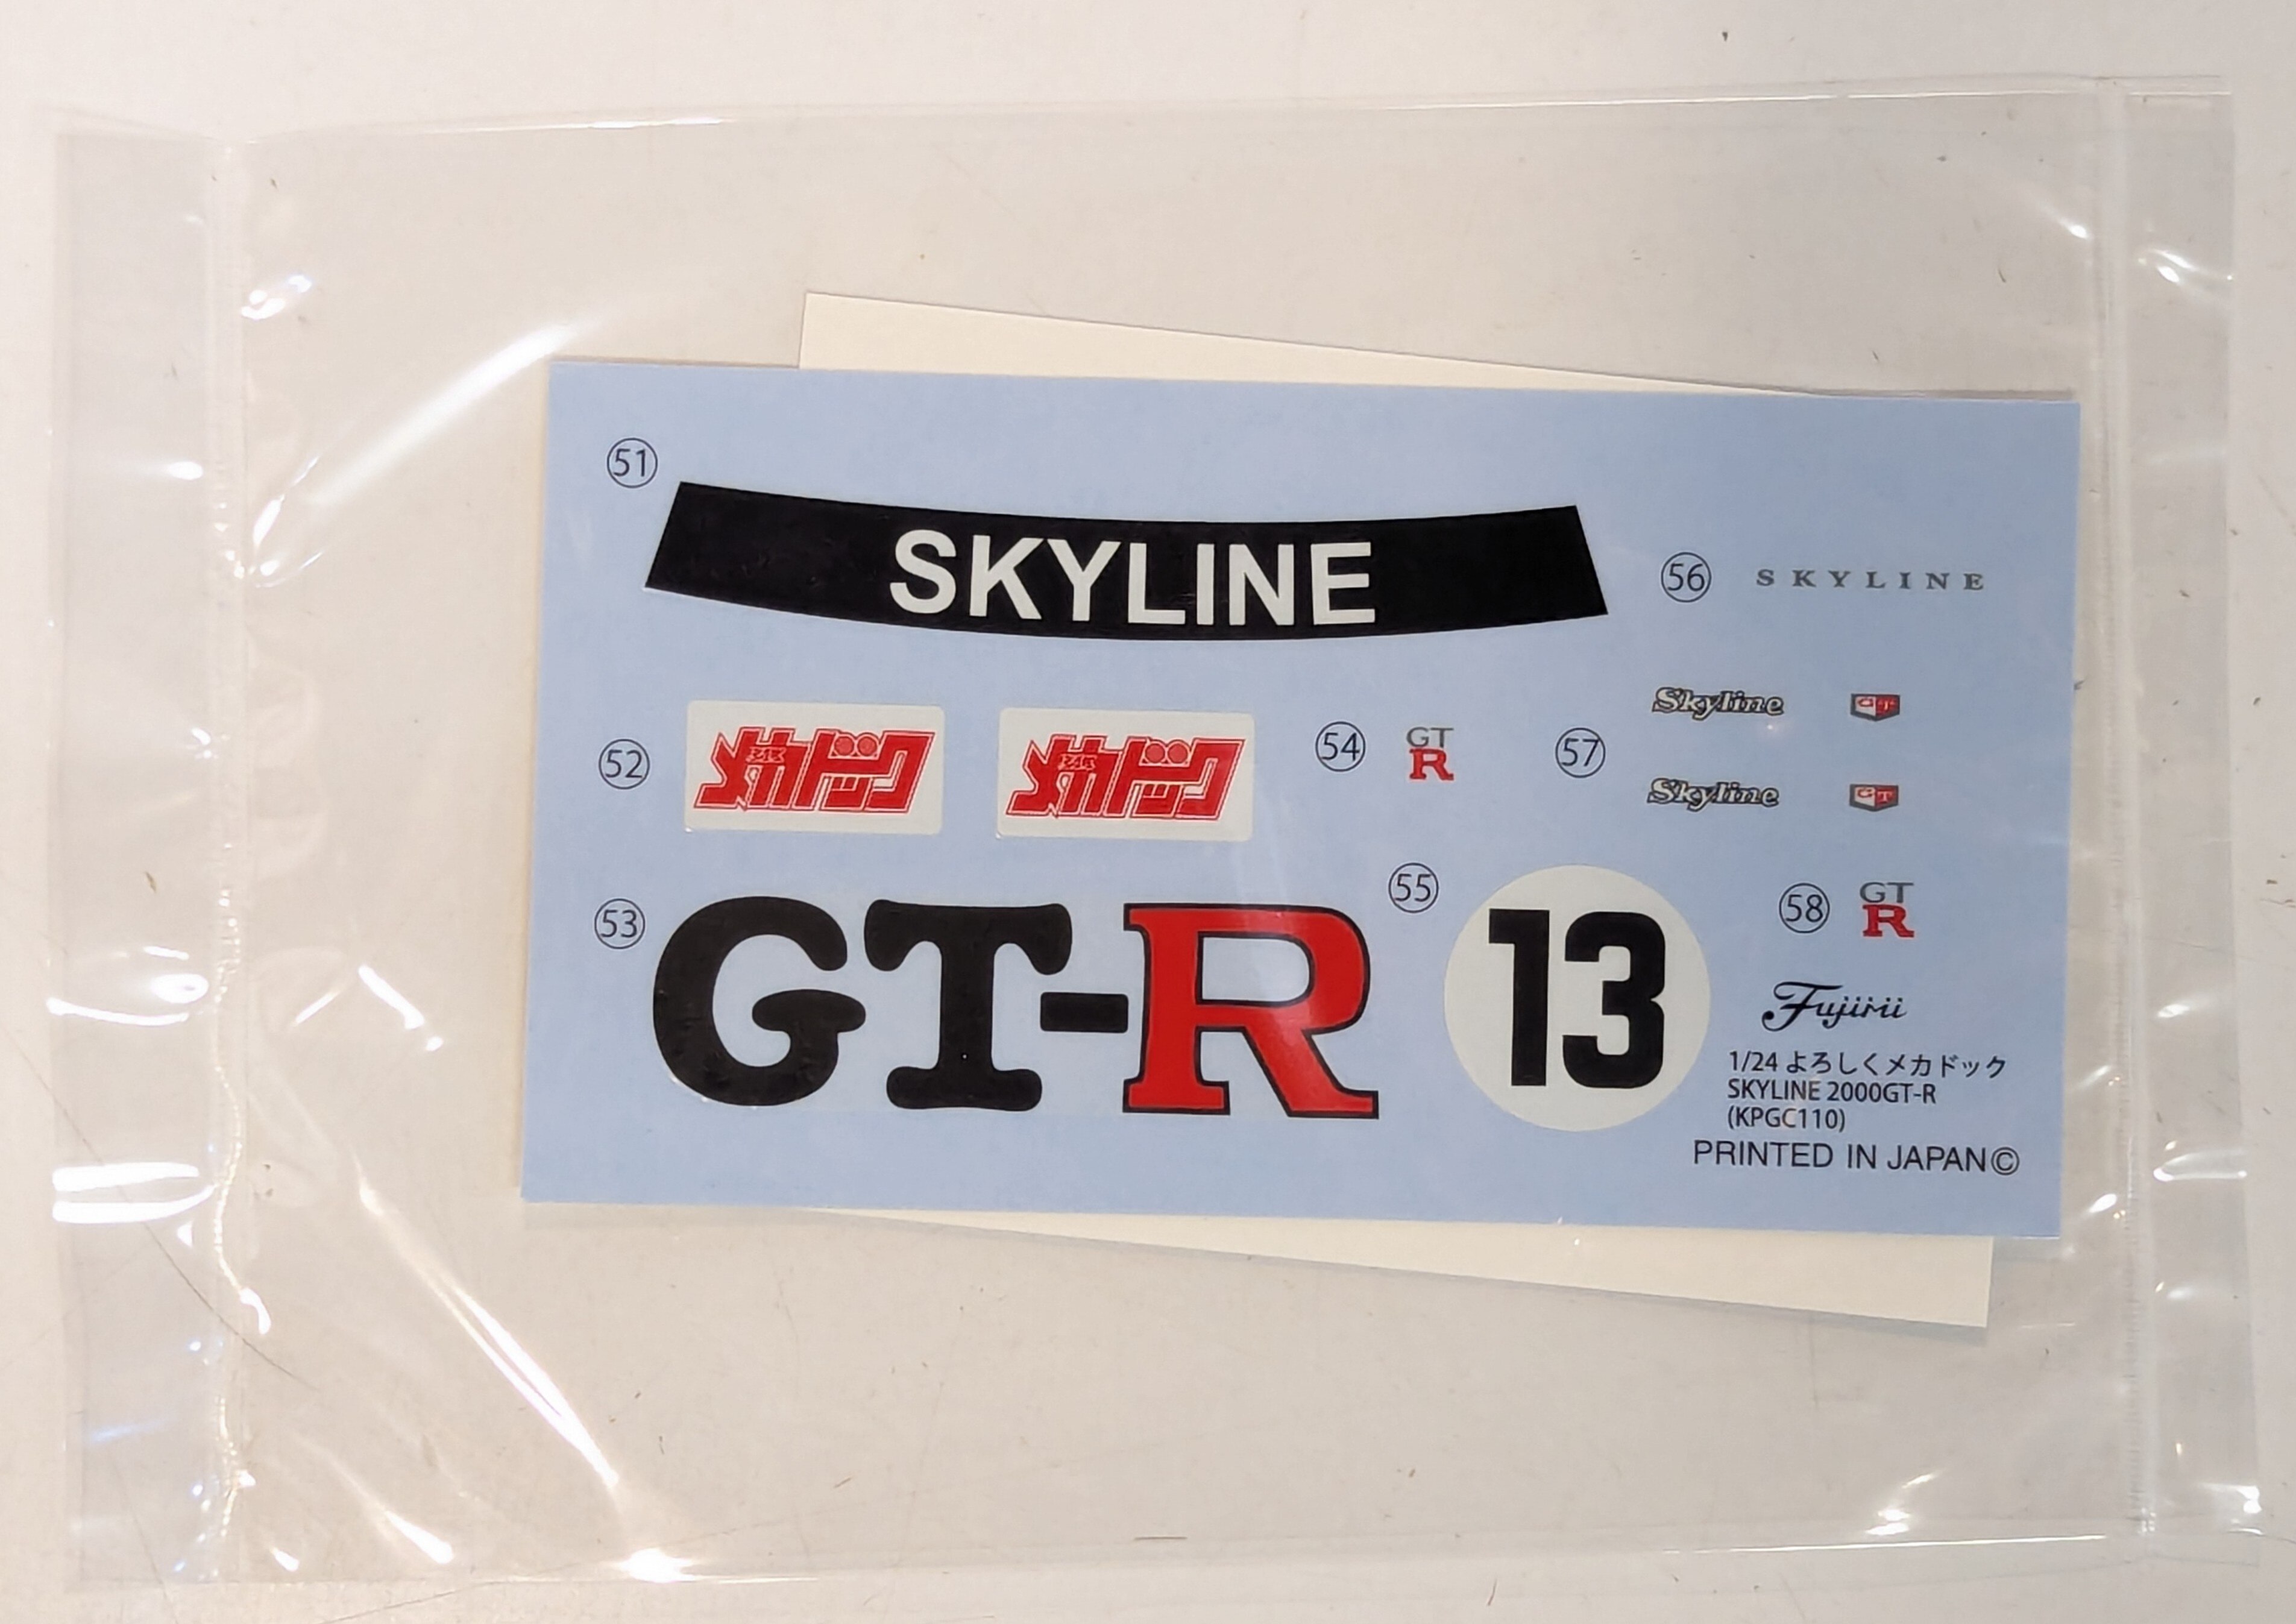 51
SKYLINE
56 SKYLINE
52 メカドック メカドック
54 GT
R
57 Skyline GT
Skyline GT
53 GT-R
55 13
58 GT
R
Fujimi
1/24 よろしくメカドック
SKYLINE 2000GT-R
(KPGC110)
PRINTED IN JAPAN©